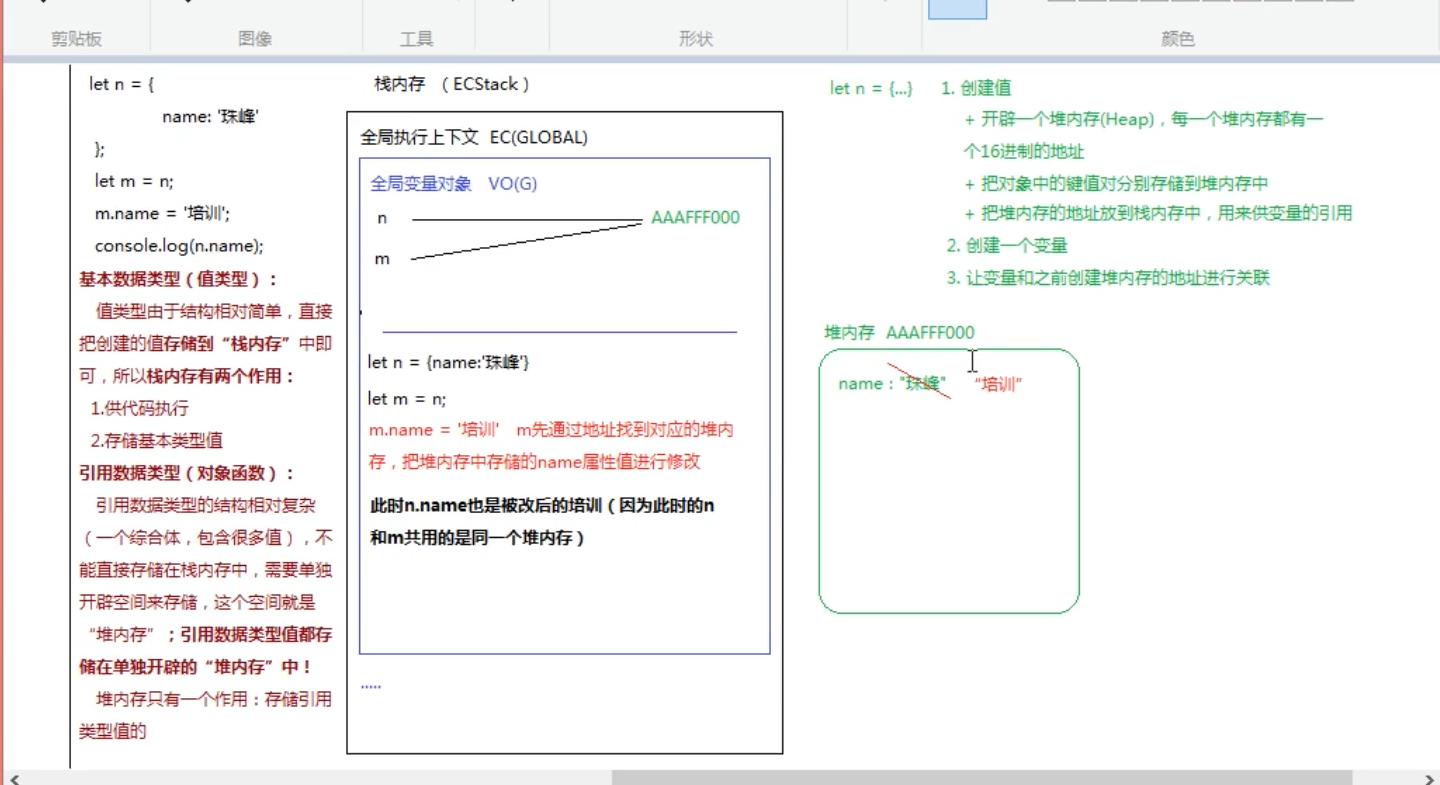 剪贴板
图像
工具
形状
颜色
let n = {
name: '珠峰'
};
let m = n;
m.name = '培训';
console.log(n.name);
基本数据类型（值类型）：
值类型由于结构相对简单，直接
把创建的值存储到“栈内存”中即
可，所以栈内存有两个作用：
1.供代码执行
2.存储基本类型值
引用数据类型（对象函数）：
引用数据类型的结构相对复杂
（一个综合体，包含很多值），不
能直接存储在栈内存中，需要单独
开辟空间来存储，这个空间就是
“堆内存”；引用数据类型值都存
储在单独开辟的“堆内存”中！
堆内存只有一个作用：存储引用
类型值的
栈内存 （ECStack）
全局执行上下文 EC(GLOBAL)
全局变量对象 VO(G)
n
AAAFFF000
m
let n = {name:'珠峰'}
let m = n;
m.name = '培训' m先通过地址找到对应的堆内
存，把堆内存中存储的name属性值进行修改
此时n.name也是被改后的培训（因为此时的n
和m共用的是同一个堆内存）
.....
let n = {...} 1. 创建值
+ 开辟一个堆内存(Heap)，每一个堆内存都有一
个16进制的地址
+ 把对象中的键值对分别存储到堆内存中
+ 把堆内存的地址放到栈内存中，用来供变量的引用
2. 创建一个变量
3. 让变量和之前创建堆内存的地址进行关联
堆内存 AAAFFF000
name："珠峰" “培训”